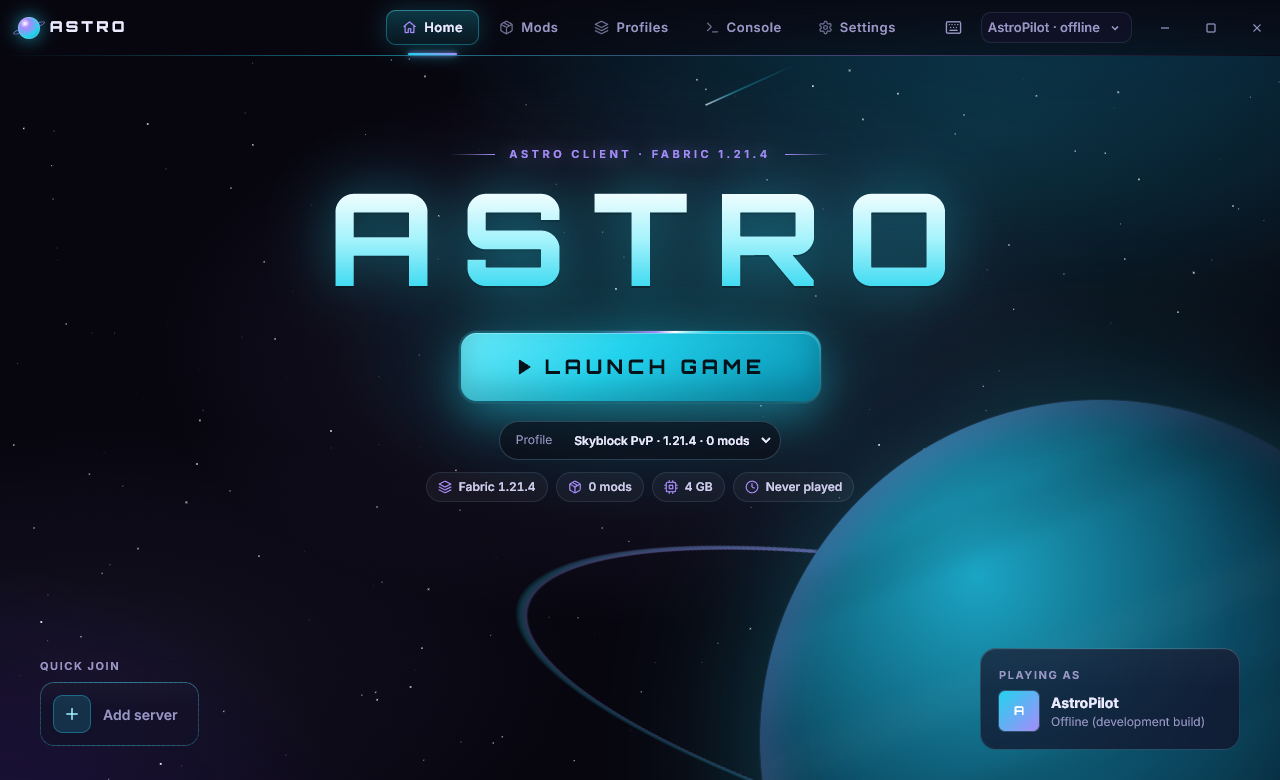 ASTRO
Home
Mods
Profiles
Console
Settings
AstroPilot · offline
ASTRO CLIENT · FABRIC 1.21.4
ASTRO
LAUNCH GAME
Profile
Skyblock PvP · 1.21.4 · 0 mods
Fabric 1.21.4
0 mods
4 GB
Never played
QUICK JOIN
Add server
PLAYING AS
A
AstroPilot
Offline (development build)